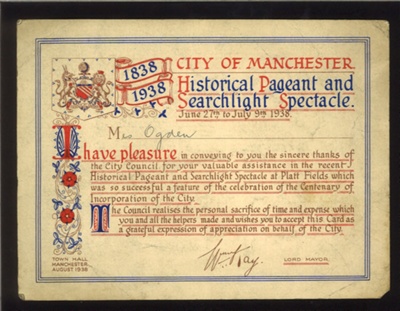 1838
1938
CITY OF MANCHESTER.
Historical Pageant and
Searchlight Spectacle.
June 27th to July 9th 1938.
Mrs Ogden
I have pleasure in conveying to you the sincere thanks of
the City Council for your valuable assistance in the recent
Historical Pageant and Searchlight Spectacle at Platt Fields which
was so successful a feature of the celebration of the Centenary of
Incorporation of the City.
The Council realises the personal sacrifice of time and expense which
you and all the helpers made and wishes you to accept this Card as
a grateful expression of appreciation on behalf of the City.
Wm Kay.
LORD MAYOR.
TOWN HALL
MANCHESTER.
AUGUST 1938